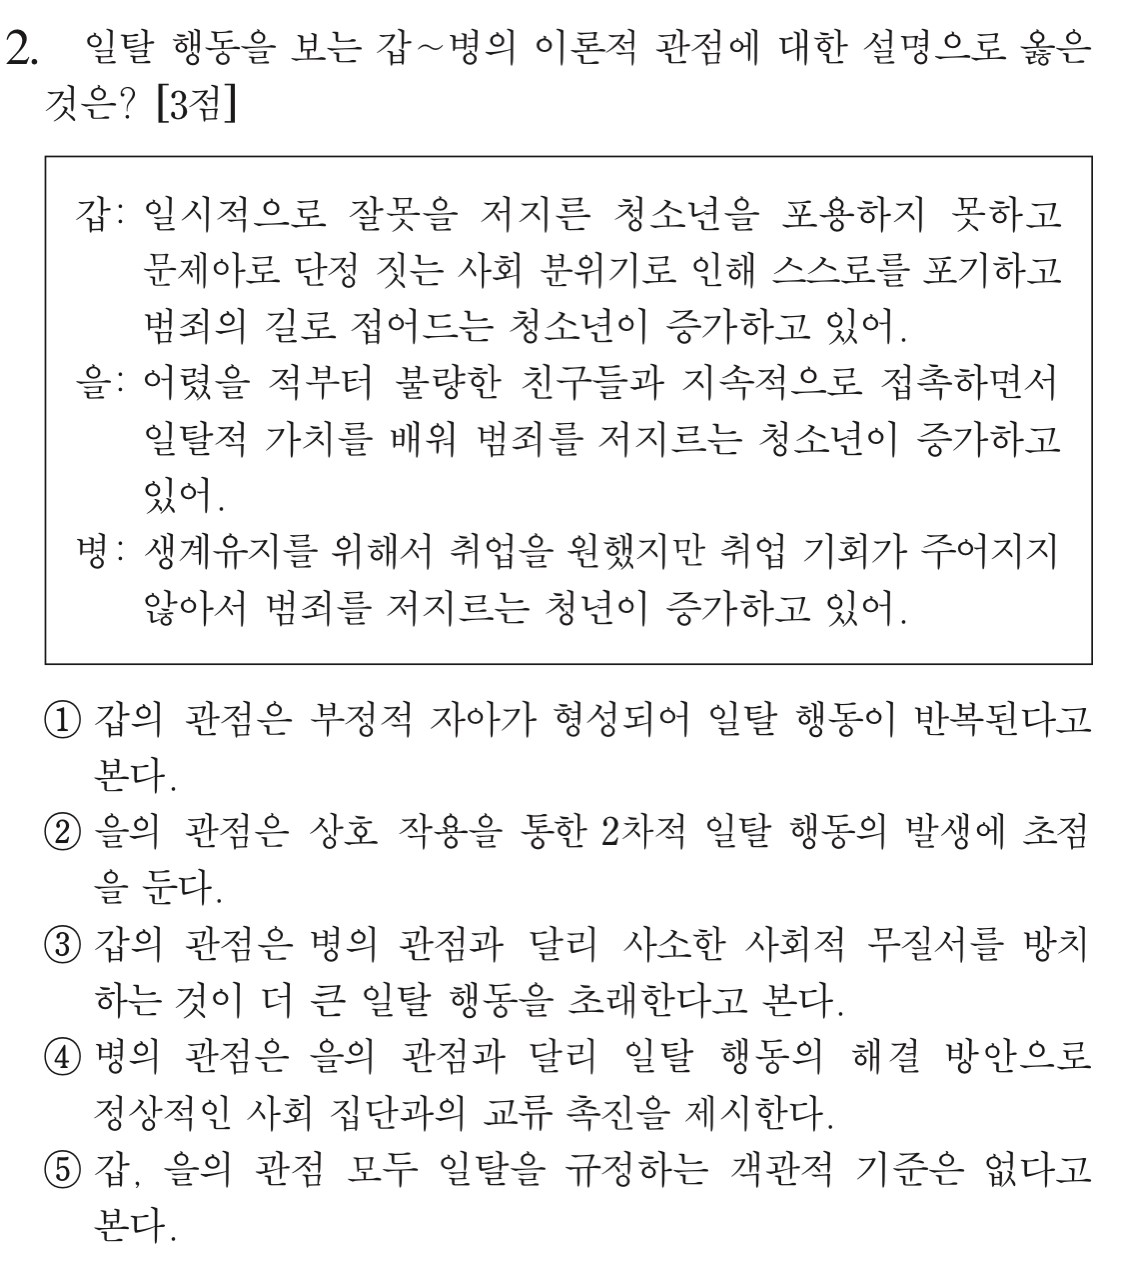 2. 일탈 행동을 보는 갑~병의 이론적 관점에 대한 설명으로 옳은
것은? [3점]
갑: 일시적으로 잘못을 저지른 청소년을 포용하지 못하고
문제아로 단정 짓는 사회 분위기로 인해 스스로를 포기하고
범죄의 길로 접어드는 청소년이 증가하고 있어.
을: 어렸을 적부터 불량한 친구들과 지속적으로 접촉하면서
일탈적 가치를 배워 범죄를 저지르는 청소년이 증가하고
있어.
병: 생계유지를 위해서 취업을 원했지만 취업 기회가 주어지지
않아서 범죄를 저지르는 청년이 증가하고 있어.
① 갑의 관점은 부정적 자아가 형성되어 일탈 행동이 반복된다고
본다.
② 을의 관점은 상호 작용을 통한 2차적 일탈 행동의 발생에 초점
을 둔다.
③ 갑의 관점은 병의 관점과 달리 사소한 사회적 무질서를 방치
하는 것이 더 큰 일탈 행동을 초래한다고 본다.
④ 병의 관점은 을의 관점과 달리 일탈 행동의 해결 방안으로
정상적인 사회 집단과의 교류 촉진을 제시한다.
⑤ 갑, 을의 관점 모두 일탈을 규정하는 객관적 기준은 없다고
본다.